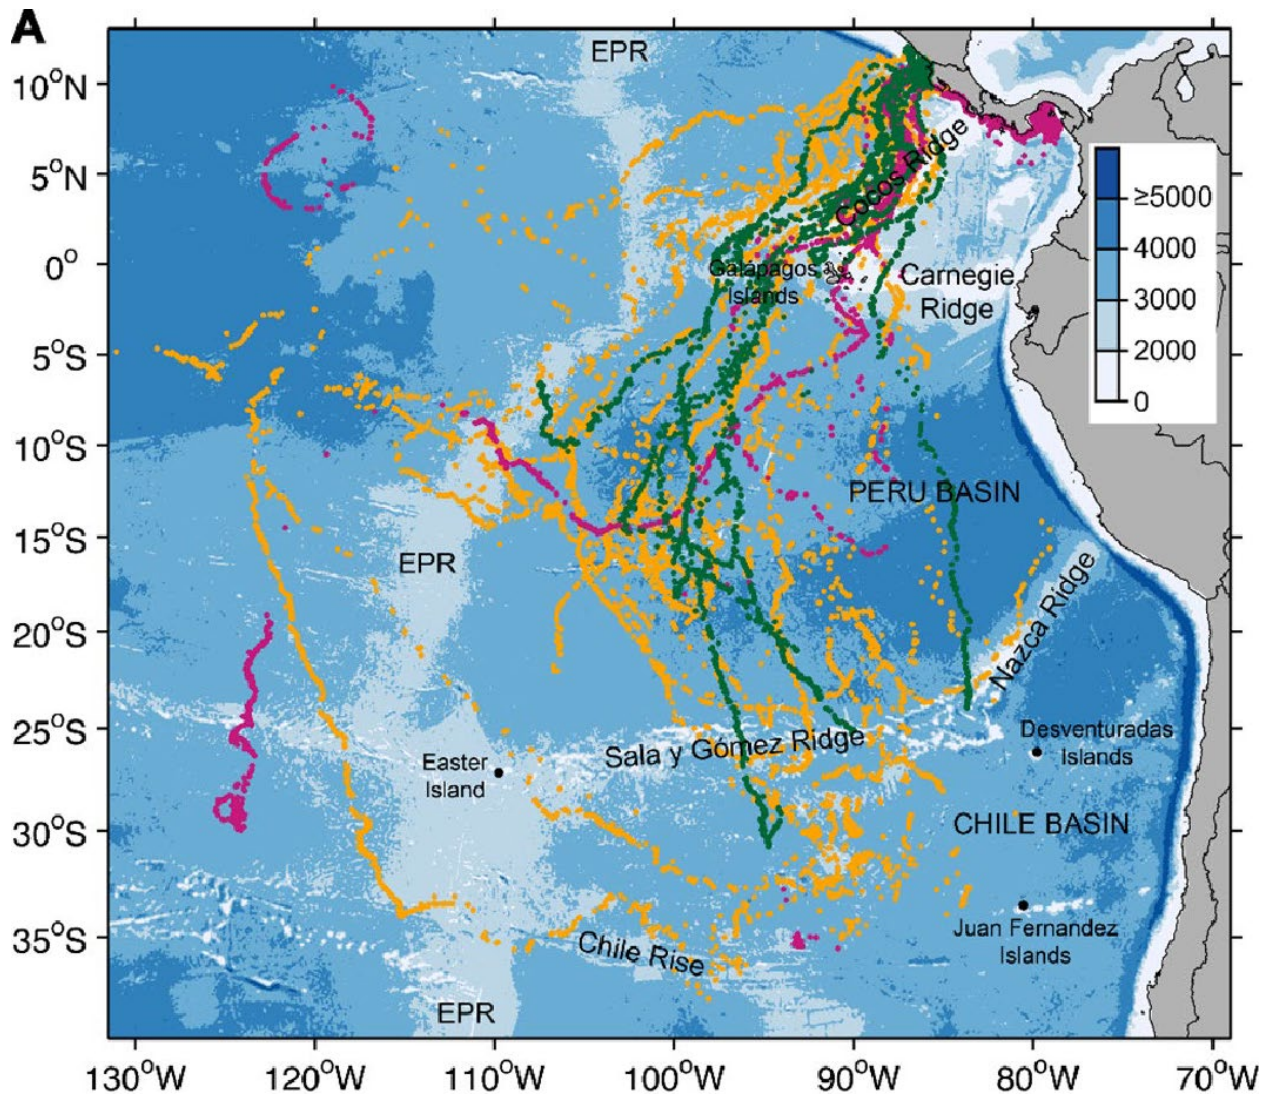 A
EPR
10°N
5°N
0°
5°S
10°S
15°S
20°S
25°S
30°S
35°S
Cocos Ridge
≥5000
4000
3000
2000
0
Galápagos
Islands
Carnegie
Ridge
PERU BASIN
EPR
Nazca Ridge
Desventuradas
Islands
Sala y Gómez Ridge
Easter
Island
CHILE BASIN
Juan Fernandez
Islands
Chile Rise
EPR
130°W
120°W
110°W
100°W
90°W
80°W
70°W